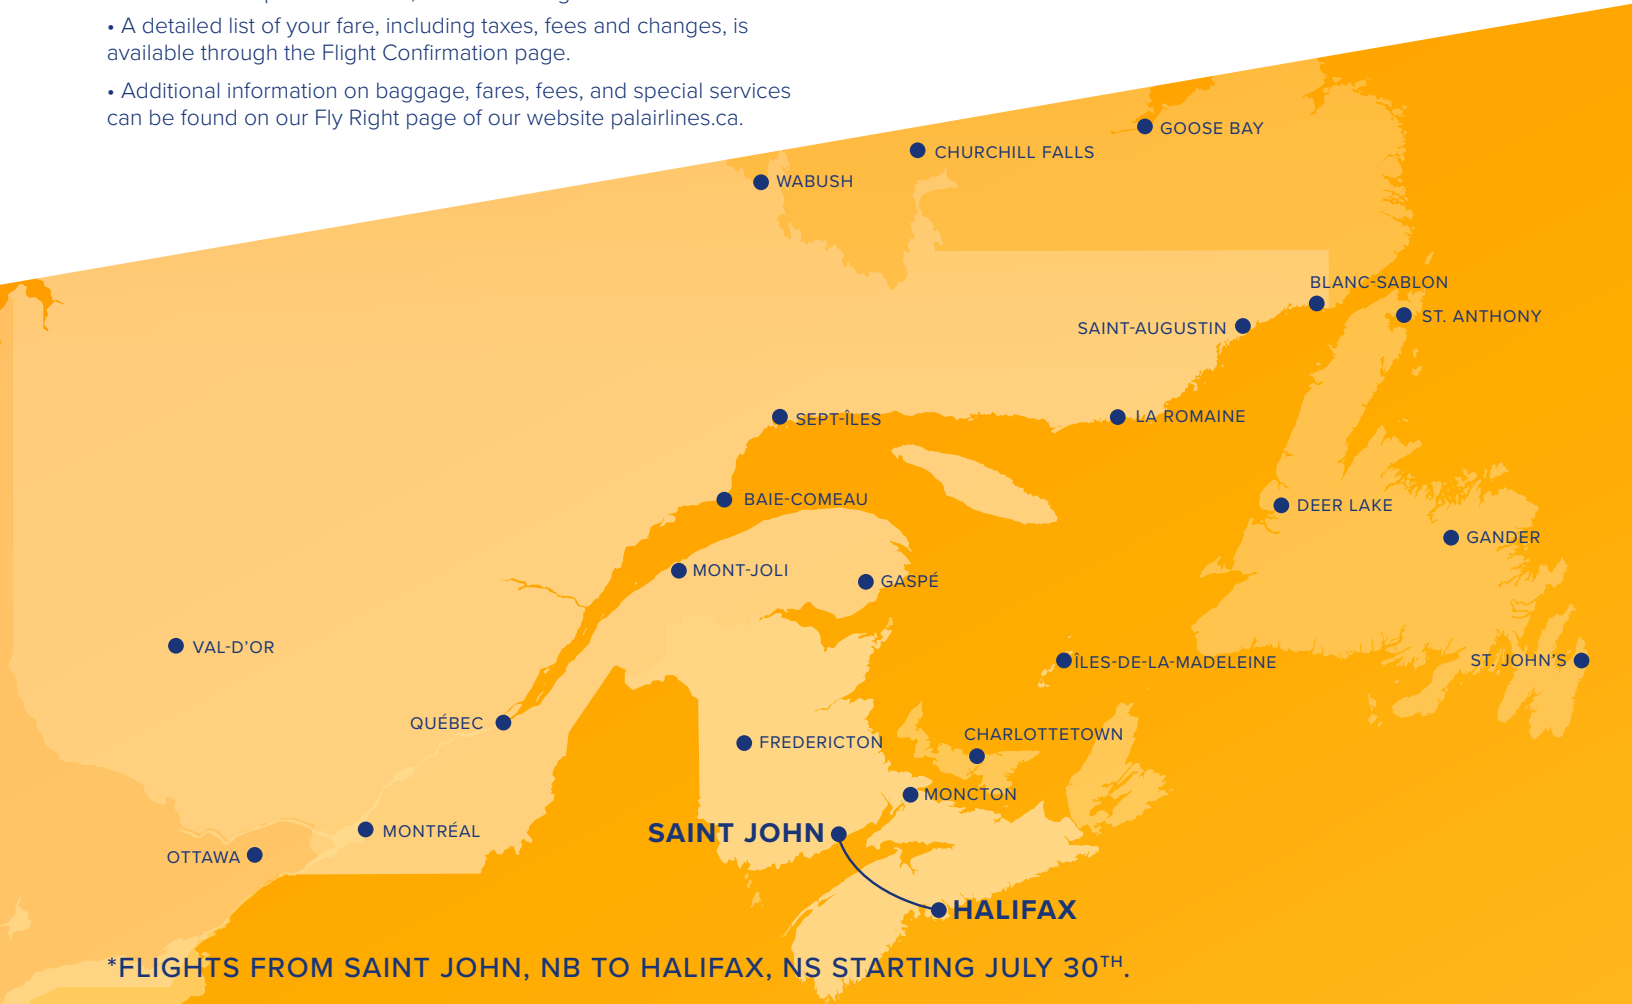 • A detailed list of your fare, including taxes, fees and changes, is
available through the Flight Confirmation page.
• Additional information on baggage, fares, fees, and special services
can be found on our Fly Right page of our website palairlines.ca.
GOOSE BAY
CHURCHILL FALLS
WABUSH
BLANC-SABLON
ST. ANTHONY
SAINT-AUGUSTIN
SEPT-ÎLES
LA ROMAINE
BAIE-COMEAU
DEER LAKE
GANDER
MONT-JOLI
GASPÉ
VAL-D’OR
ÎLES-DE-LA-MADELEINE
ST. JOHN’S
QUÉBEC
CHARLOTTETOWN
FREDERICTON
MONCTON
MONTRÉAL
SAINT JOHN
OTTAWA
HALIFAX
*FLIGHTS FROM SAINT JOHN, NB TO HALIFAX, NS STARTING JULY 30TH.